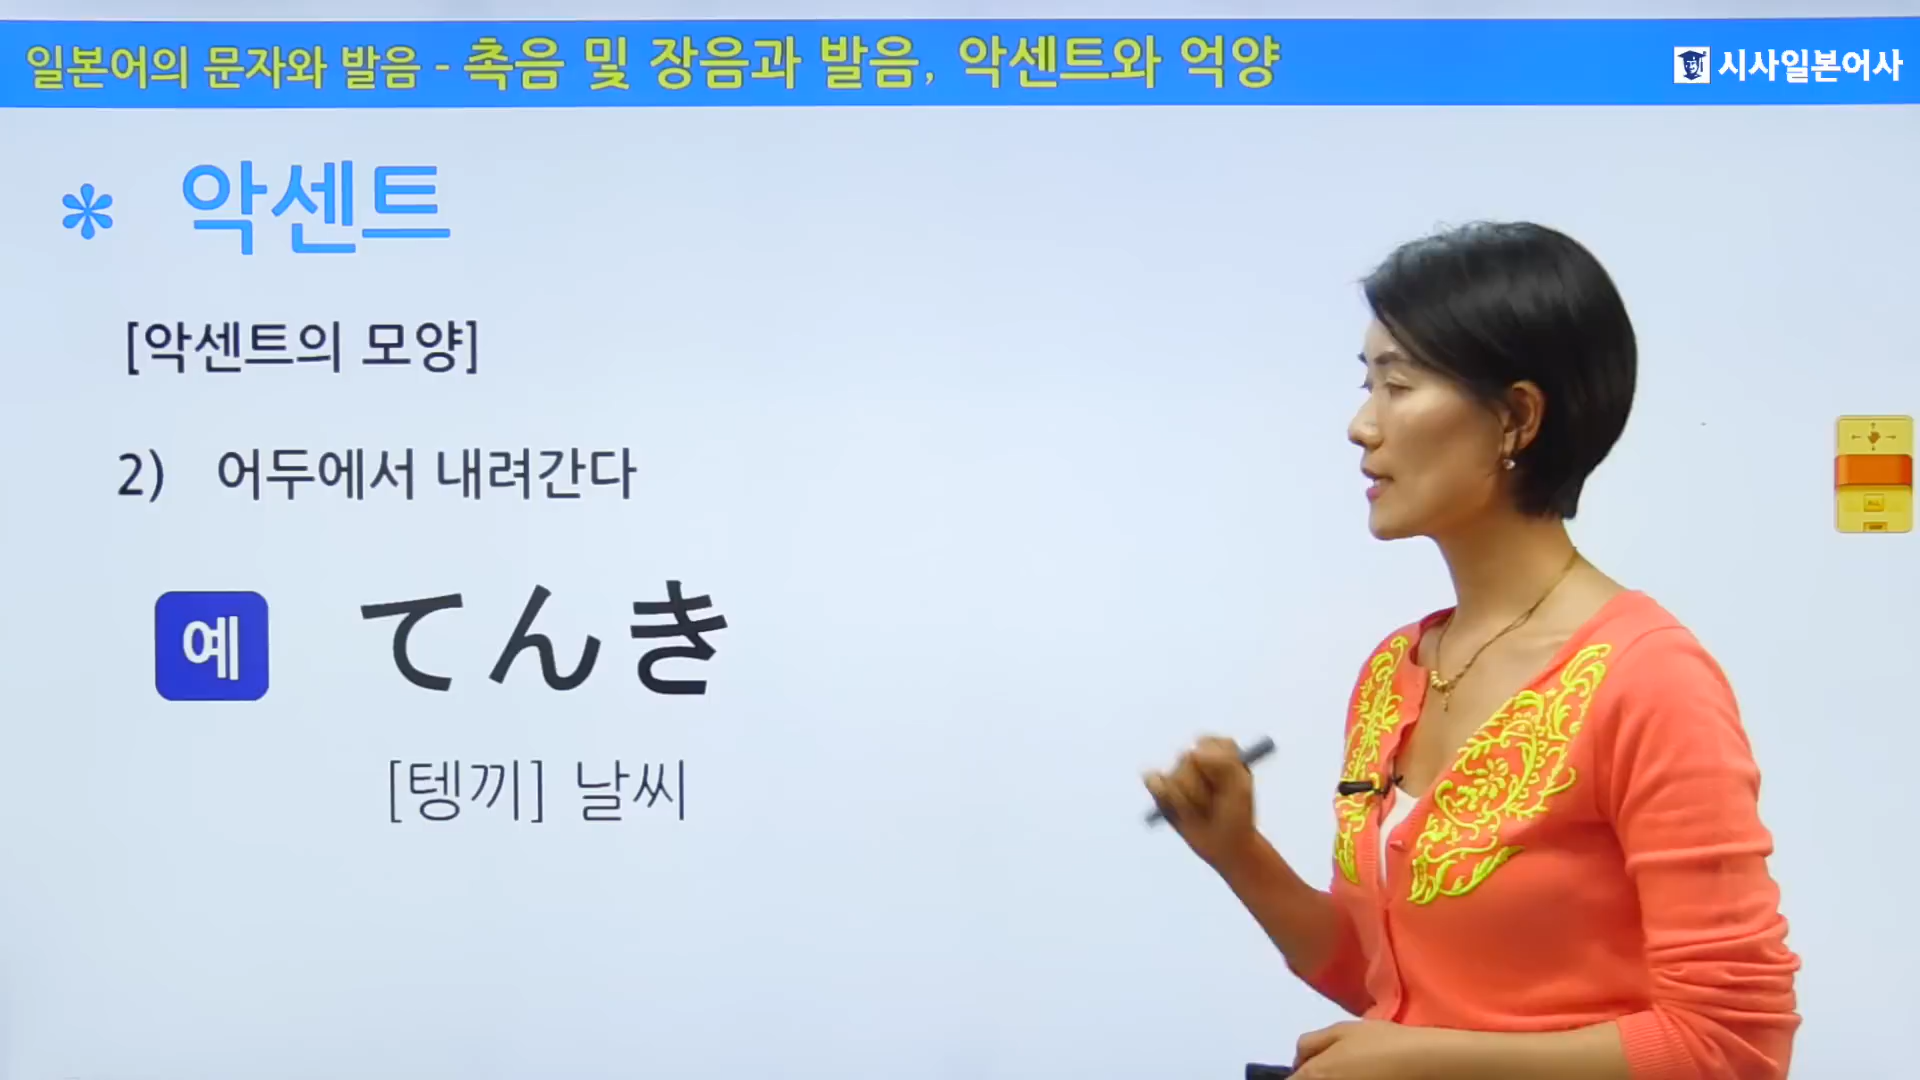 일본어의 문자와 발음 - 촉음 및 장음과 발음, 악센트와 억양
시사일본어사
* 악센트
[악센트의 모양]
2) 어두에서 내려간다
예 てんき
[텡끼] 날씨